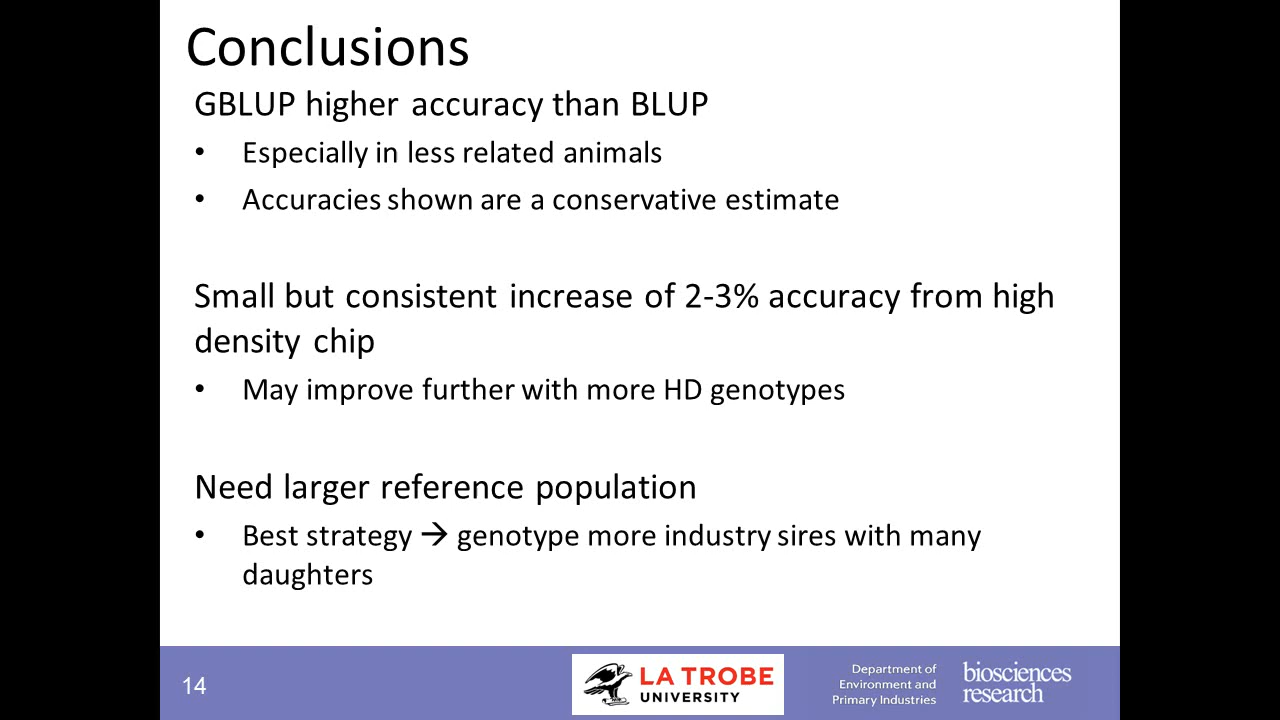 Conclusions
GBLUP higher accuracy than BLUP
• Especially in less related animals
• Accuracies shown are a conservative estimate
Small but consistent increase of 2-3% accuracy from high
density chip
• May improve further with more HD genotypes
Need larger reference population
• Best strategy → genotype more industry sires with many
daughters
14
LA TROBE
UNIVERSITY
Department of
Environment and
Primary Industries
biosciences
research